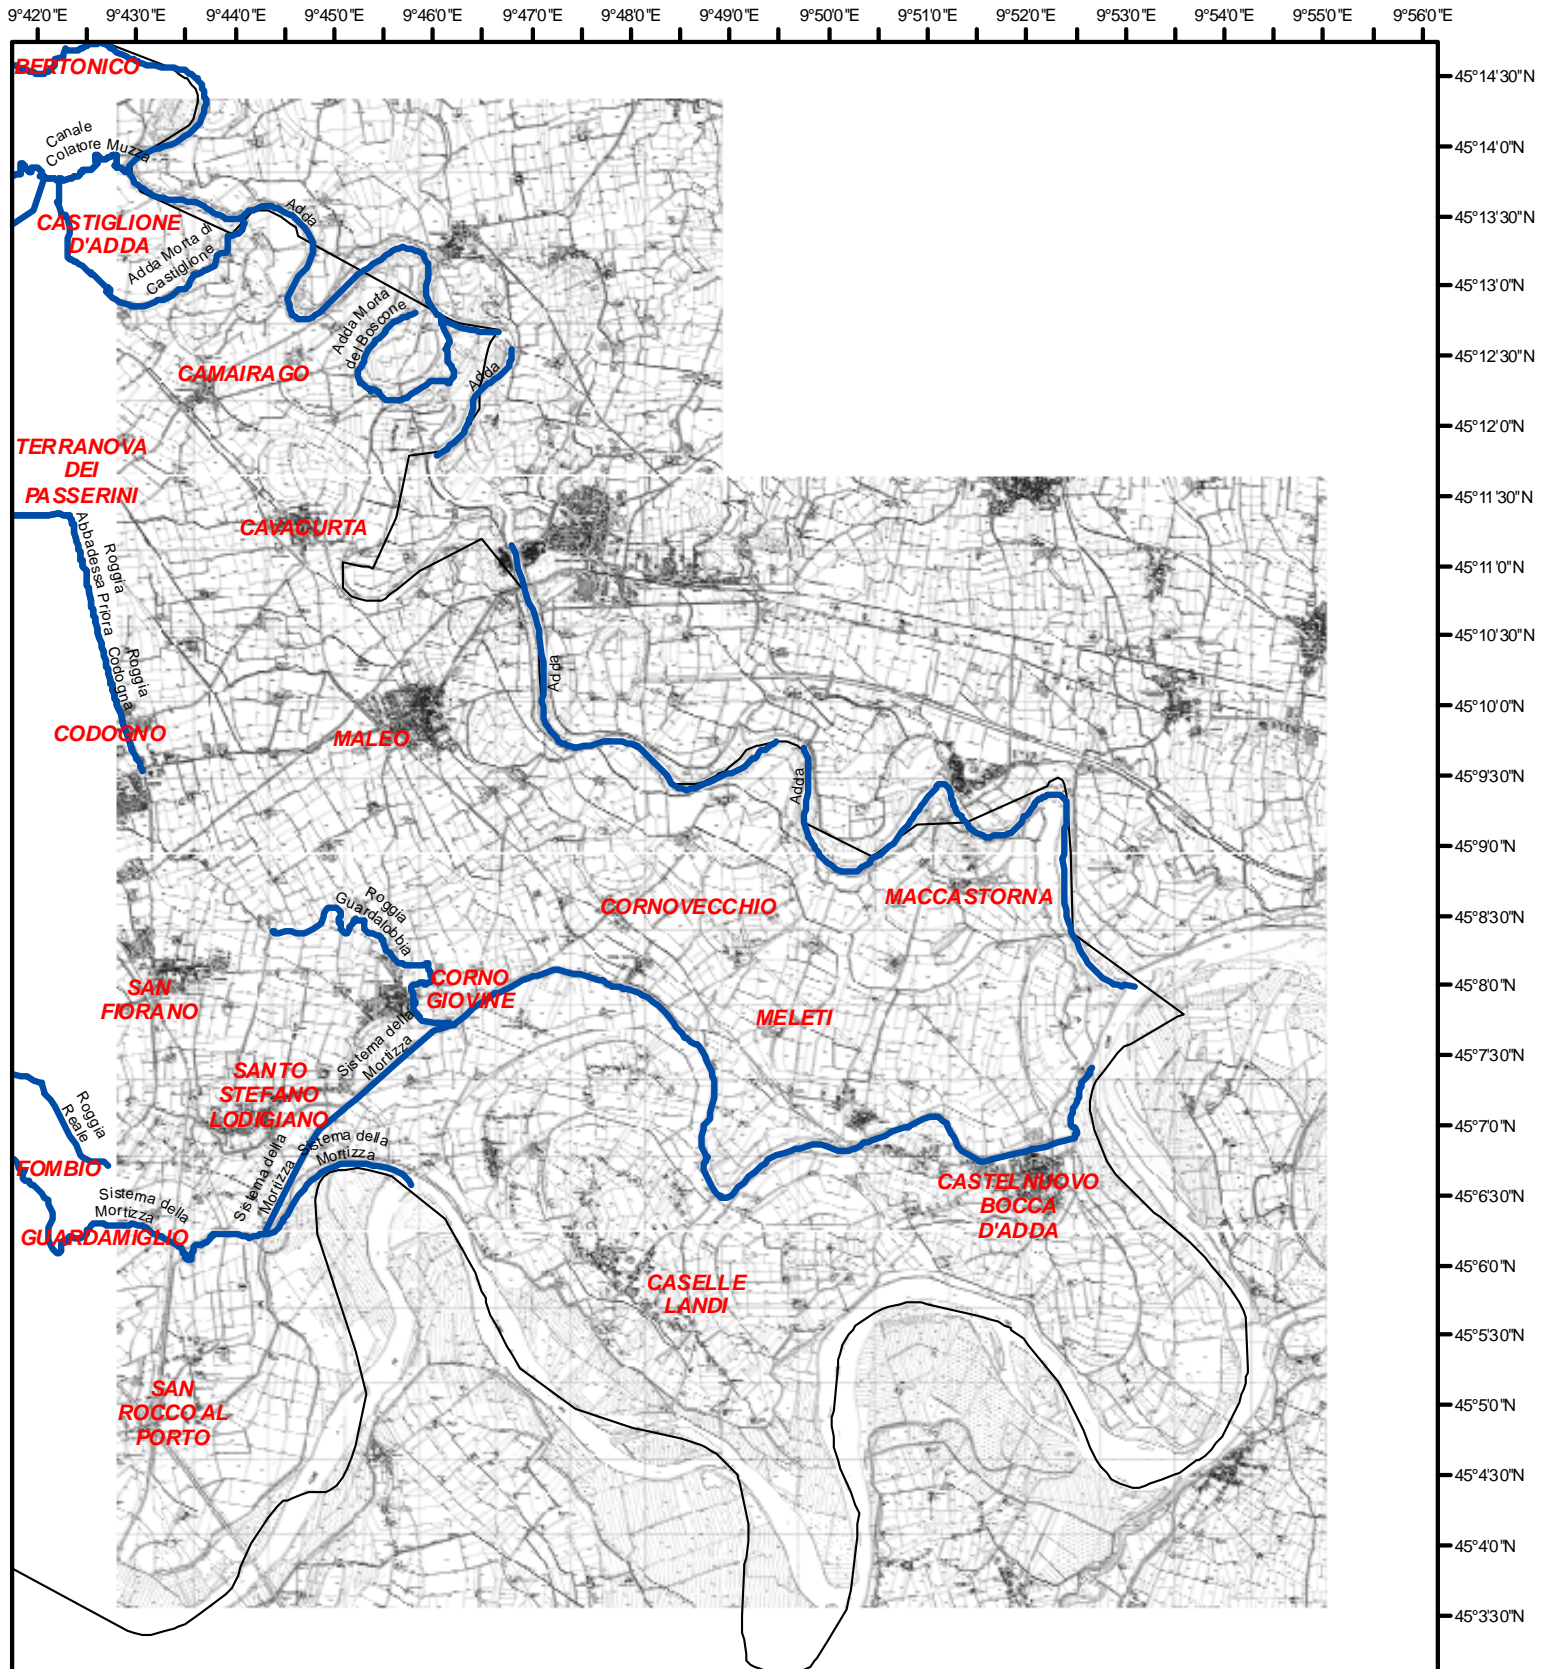 9°42'0"E 9°43'0"E 9°44'0"E 9°45'0"E 9°46'0"E 9°47'0"E 9°48'0"E 9°49'0"E 9°50'0"E 9°51'0"E 9°52'0"E 9°53'0"E 9°54'0"E 9°55'0"E 9°56'0"E
BERTONICO
45°14'30"N
Canale
Colatore Muzza
45°14'0"N
CASTIGLIONE
D'ADDA
Adda Morta di
Castiglione
Adda
45°13'30"N
45°13'0"N
Adda Morta
del Boscone
CAMAIRAGO
Adda
45°12'30"N
45°12'0"N
TERRANOVA
DEI
PASSERINI
45°11'30"N
CAVACURTA
Roggia
Abbadessa Priora
45°11'0"N
45°10'30"N
Roggia
Codogna
Adda
45°10'0"N
CODOGNO
MALEO
45°9'30"N
Adda
45°9'0"N
CORNOVECCHIO
MACCASTORNA
Roggia
Guardalobbia
45°8'30"N
CORNO
GIOVINE
SAN
FIORANO
45°8'0"N
MELETI
Sistema della
Mortizza
45°7'30"N
SANTO
STEFANO
LODIGIANO
Roggia
Reale
45°7'0"N
Sistema della
Mortizza
Sistema della
Mortizza
FOMBIO
CASTELNUOVO
BOCCA
D'ADDA
45°6'30"N
Sistema della
Mortizza
GUARDAMIGLIO
45°6'0"N
CASELLE
LANDI
45°5'30"N
SAN
ROCCO AL
PORTO
45°5'0"N
45°4'30"N
45°4'0"N
45°3'30"N